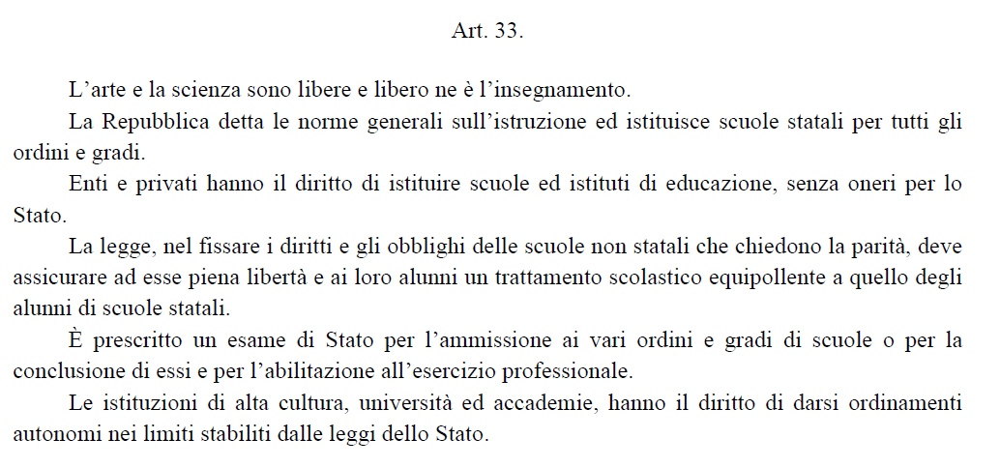 Art. 33.
L’arte e la scienza sono libere e libero ne è l’insegnamento.
La Repubblica detta le norme generali sull’istruzione ed istituisce scuole statali per tutti gli
ordini e gradi.
Enti e privati hanno il diritto di istituire scuole ed istituti di educazione, senza oneri per lo
Stato.
La legge, nel fissare i diritti e gli obblighi delle scuole non statali che chiedono la parità, deve
assicurare ad esse piena libertà e ai loro alunni un trattamento scolastico equipollente a quello degli
alunni di scuole statali.
È prescritto un esame di Stato per l’ammissione ai vari ordini e gradi di scuole o per la
conclusione di essi e per l’abilitazione all’esercizio professionale.
Le istituzioni di alta cultura, università ed accademie, hanno il diritto di darsi ordinamenti
autonomi nei limiti stabiliti dalle leggi dello Stato.